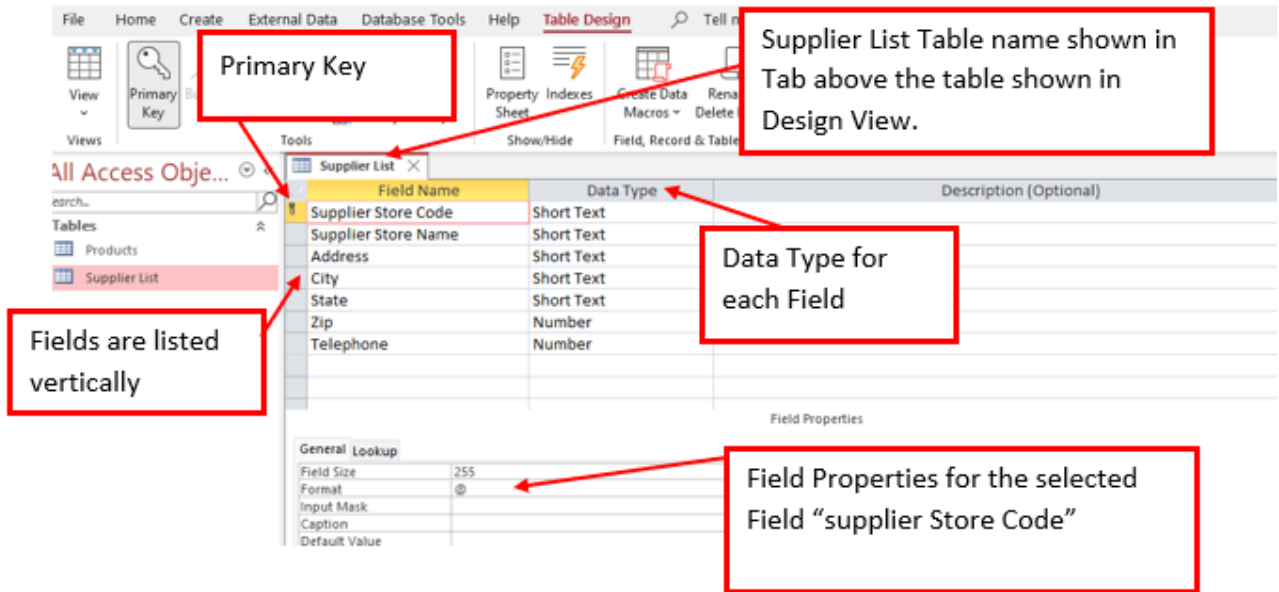 File Home Create External Data Database Tools Help Table Design Tell
Primary Key
Supplier List Table name shown in
Tab above the table shown in
Design View.
View
Primary
Key
Property
Sheet
Indexes
Create Data
Macros
Delete
Views
Tools
Show/Hide
Field, Record & Table
All Access Obje...
Supplier List
Tables
Products
Supplier List
Field Name Data Type Description (Optional)
Supplier Store Code Short Text
Supplier Store Name Short Text
Address Short Text
City Short Text
State Short Text
Zip Number
Telephone Number
Data Type for
each Field
Fields are listed
vertically
Field Properties
General Lookup
Field Size 255
Format @
Input Mask
Caption
Default Value
Field Properties for the selected
Field “supplier Store Code”